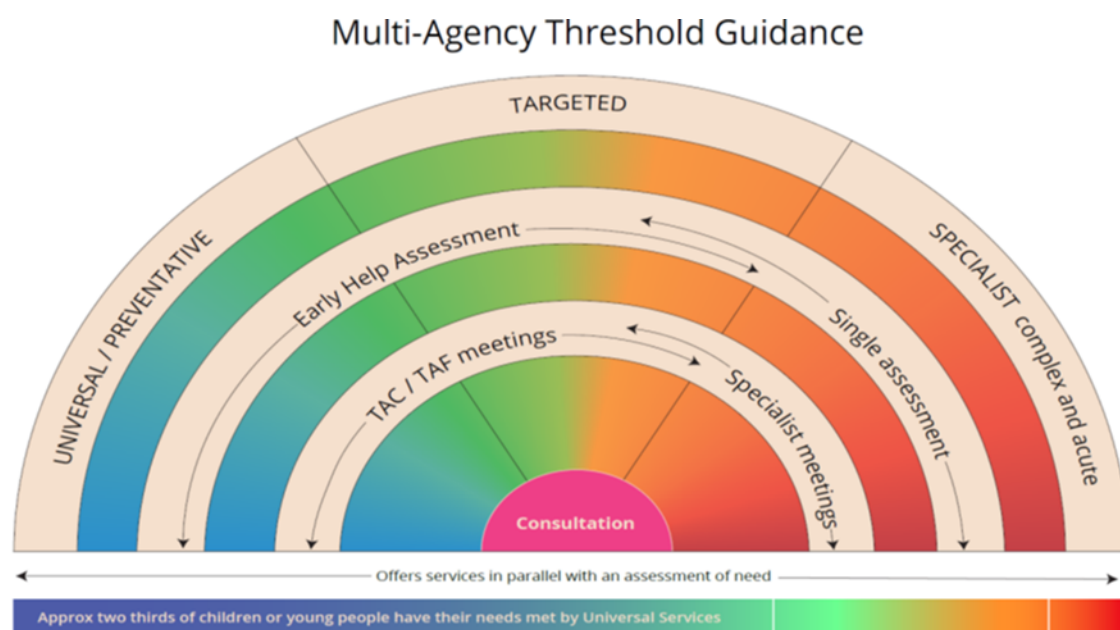 Multi-Agency Threshold Guidance
TARGETED
UNIVERSAL / PREVENTATIVE
SPECIALIST complex and acute
Early Help Assessment
Single assessment
TAC / TAF meetings
Specialist meetings
Consultation
Offers services in parallel with an assessment of need
Approx two thirds of children or young people have their needs met by Universal Services